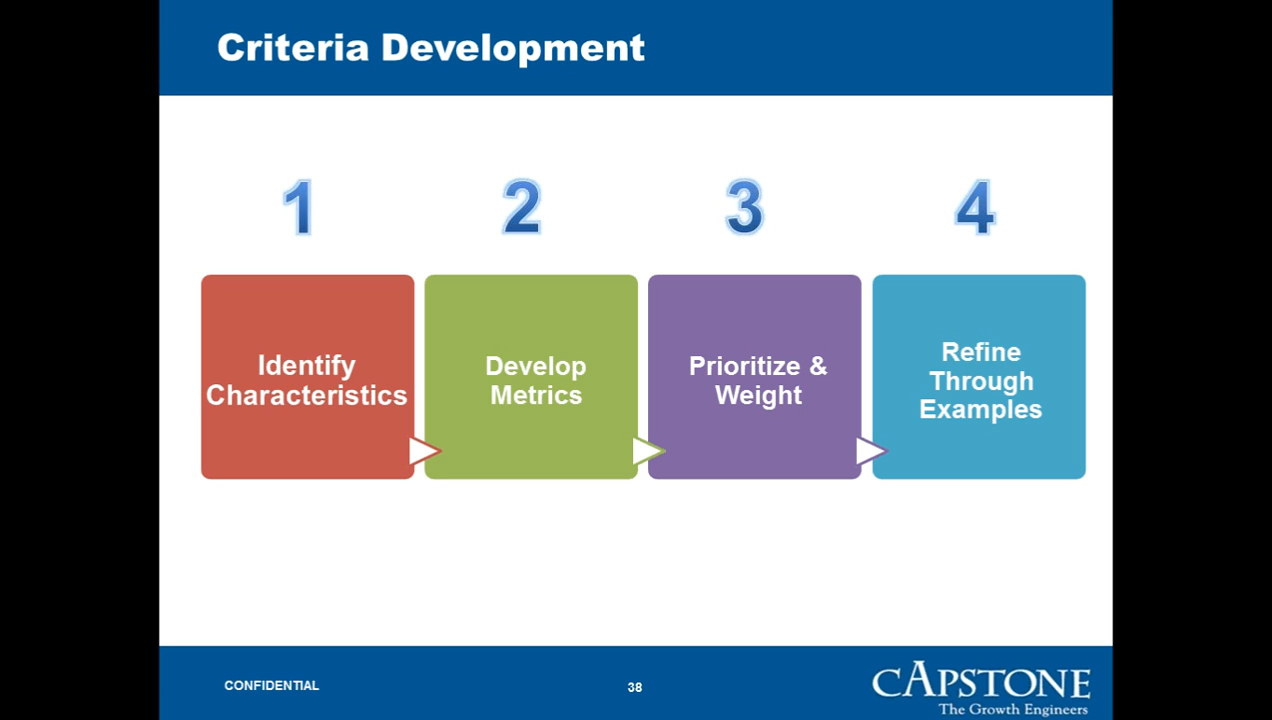 Criteria Development
1
2
3
4
Identify
Characteristics
Develop
Metrics
Prioritize &
Weight
Refine
Through
Examples
CONFIDENTIAL
38
CAPSTONE
The Growth Engineers